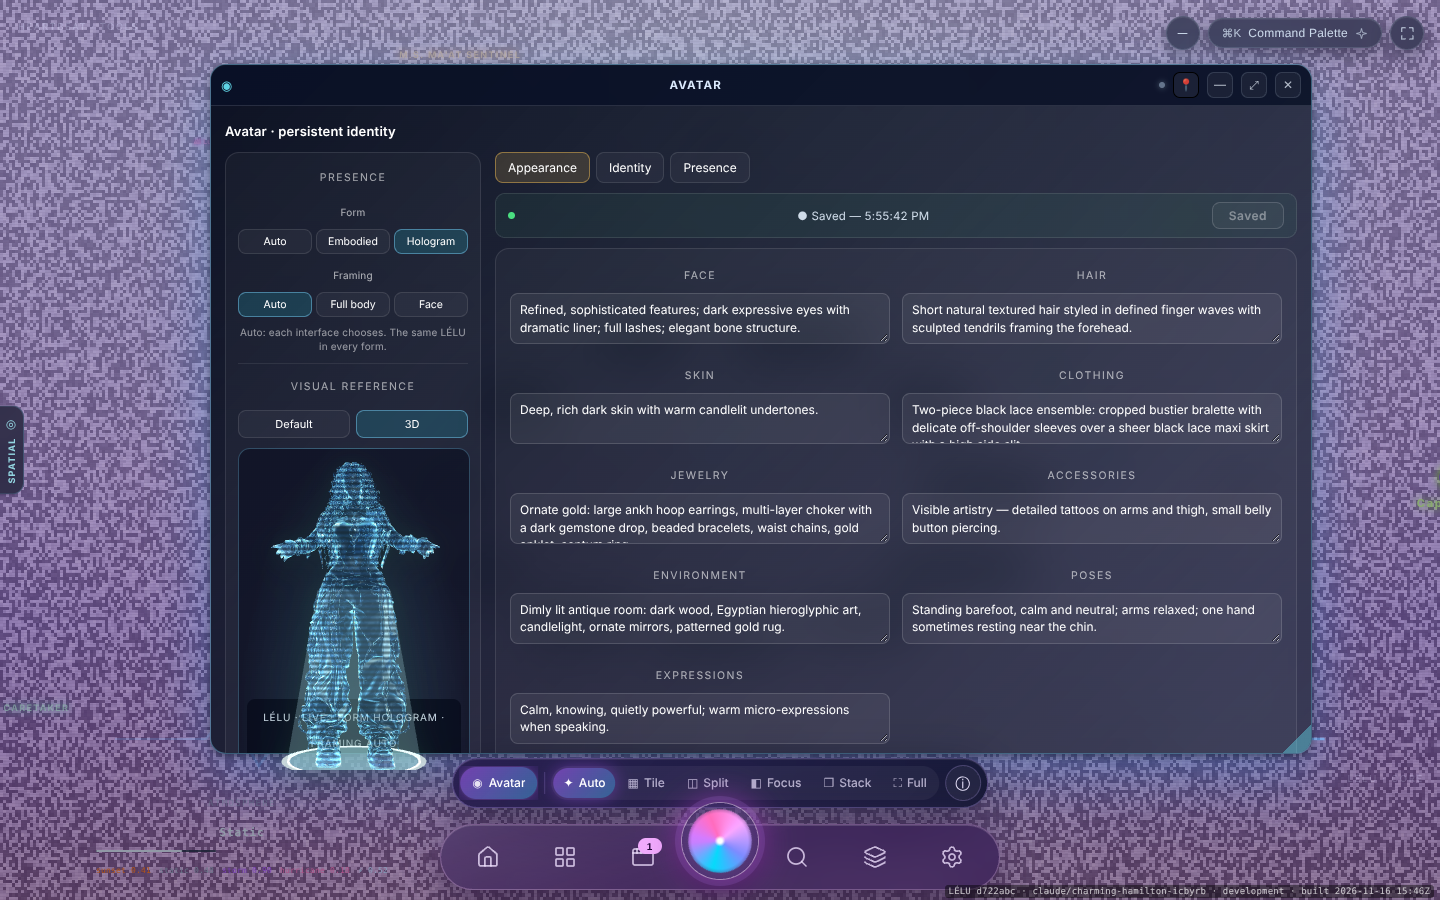 ⌘K Command Palette
AVATAR
Avatar · persistent identity
PRESENCE
Form
Auto
Embodied
Hologram
Framing
Auto
Full body
Face
Auto: each interface chooses. The same LÉLU
in every form.
VISUAL REFERENCE
Default
3D
LÉLU · LIVE FORM HOLOGRAM ·
FRAMING AUTO
Appearance
Identity
Presence
Saved — 5:55:42 PM
Saved
FACE
Refined, sophisticated features; dark expressive eyes with
dramatic liner; full lashes; elegant bone structure.
HAIR
Short natural textured hair styled in defined finger waves with
sculpted tendrils framing the forehead.
SKIN
Deep, rich dark skin with warm candlelit undertones.
CLOTHING
Two-piece black lace ensemble: cropped bustier bralette with
delicate off-shoulder sleeves over a sheer black lace maxi skirt
with a high side slit.
JEWELRY
Ornate gold: large ankh hoop earrings, multi-layer choker with
a dark gemstone drop, beaded bracelets, waist chains, gold
ACCESSORIES
Visible artistry — detailed tattoos on arms and thigh, small belly
button piercing.
ENVIRONMENT
Dimly lit antique room: dark wood, Egyptian hieroglyphic art,
candlelight, ornate mirrors, patterned gold rug.
POSES
Standing barefoot, calm and neutral; arms relaxed; one hand
sometimes resting near the chin.
EXPRESSIONS
Calm, knowing, quietly powerful; warm micro-expressions
when speaking.
SPATIAL
Avatar
Auto
Tile
Split
Focus
Stack
Full
1
LÉLU d722abc · claude/charming-hamilton-icbyrb · development · built 2026-11-16 15:46Z